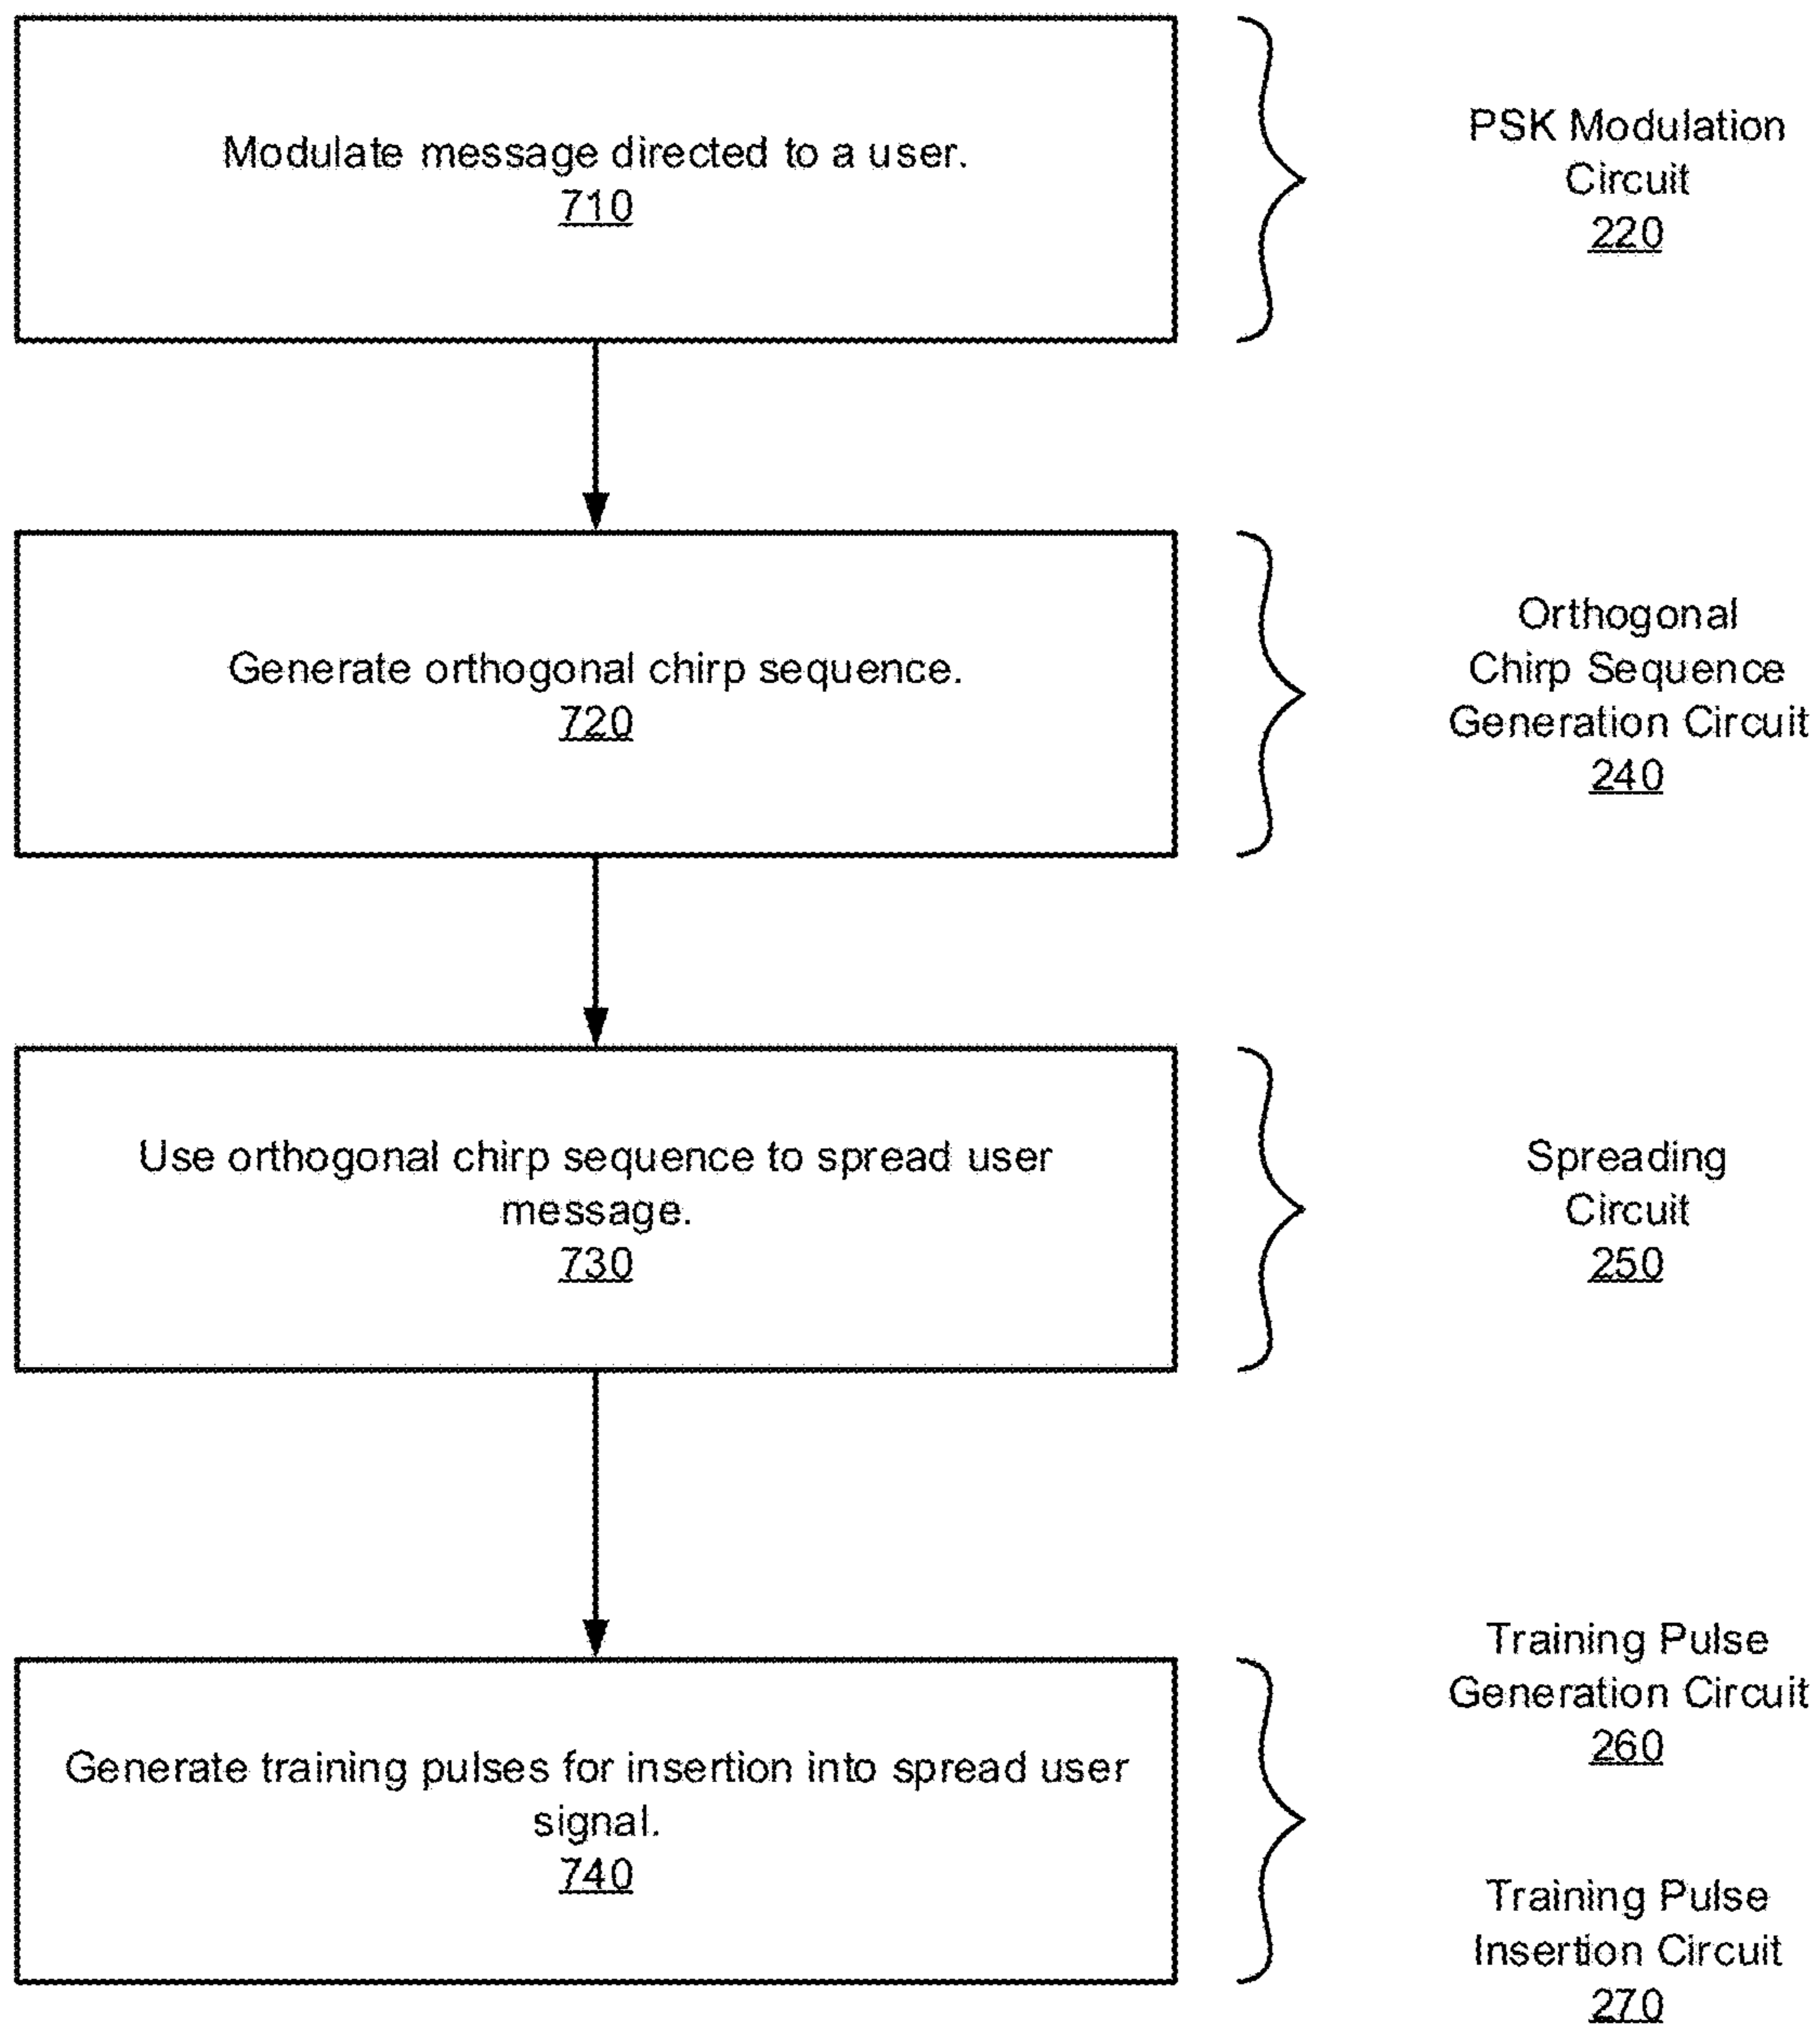 Modulate message directed to a user.
710
PSK Modulation
Circuit
220
Generate orthogonal chirp sequence.
720
Orthogonal
Chirp Sequence
Generation Circuit
240
Use orthogonal chirp sequence to spread user
message.
730
Spreading
Circuit
250
Generate training pulses for insertion into spread user
signal.
740
Training Pulse
Generation Circuit
260
Training Pulse
Insertion Circuit
270